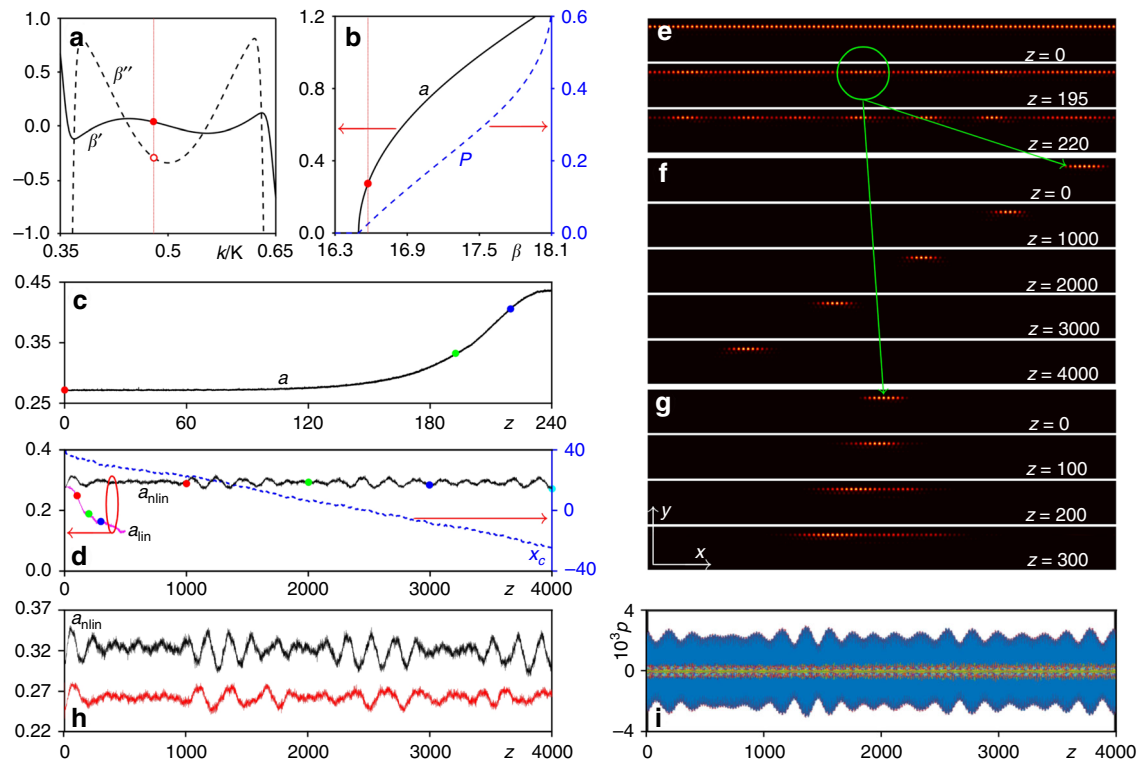 a
1.0
0.5
0.0
−0.5
−1.0
β″
β′
0.35
k/K
0.5
0.65
b
1.2
0.8
0.4
0.0
a
P
0.6
0.4
0.2
0.0
16.3
16.9
17.5
β
18.1
c
0.45
0.35
0.25
a
0
60
120
180
z
240
d
0.4
0.2
0.0
a_nlin
a_lin
x_c
40
0
−40
0
1000
2000
3000
z
4000
e
z = 0
z = 195
z = 220
f
z = 0
z = 1000
z = 2000
z = 3000
z = 4000
g
z = 0
z = 100
z = 200
z = 300
y
x
h
0.37
0.32
0.27
0.22
a_nlin
0
1000
2000
3000
z
4000
i
10³p
4
0
−4
0
1000
2000
3000
z
4000